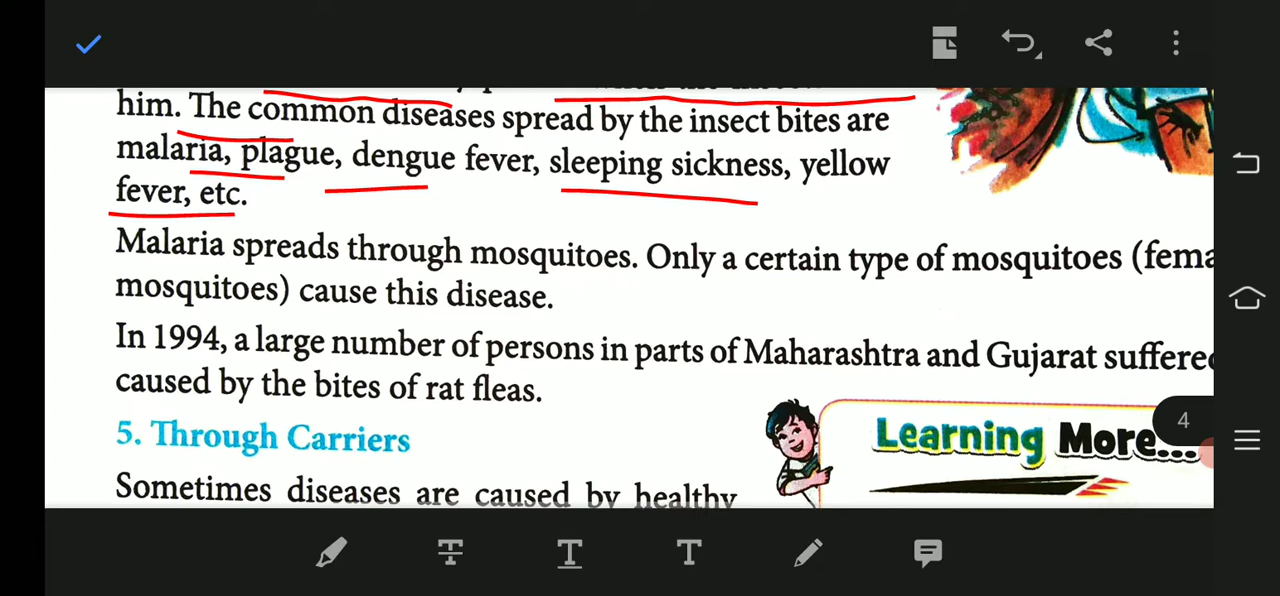 him. The common diseases spread by the insect bites are
malaria, plague, dengue fever, sleeping sickness, yellow
fever, etc.
Malaria spreads through mosquitoes. Only a certain type of mosquitoes
mosquitoes) cause this disease.
In 1994, a large number of persons in parts of Maharashtra and Gujarat suffered
caused by the bites of rat fleas.
5. Through Carriers
Learning More...
Sometimes diseases are caused by healthy
4